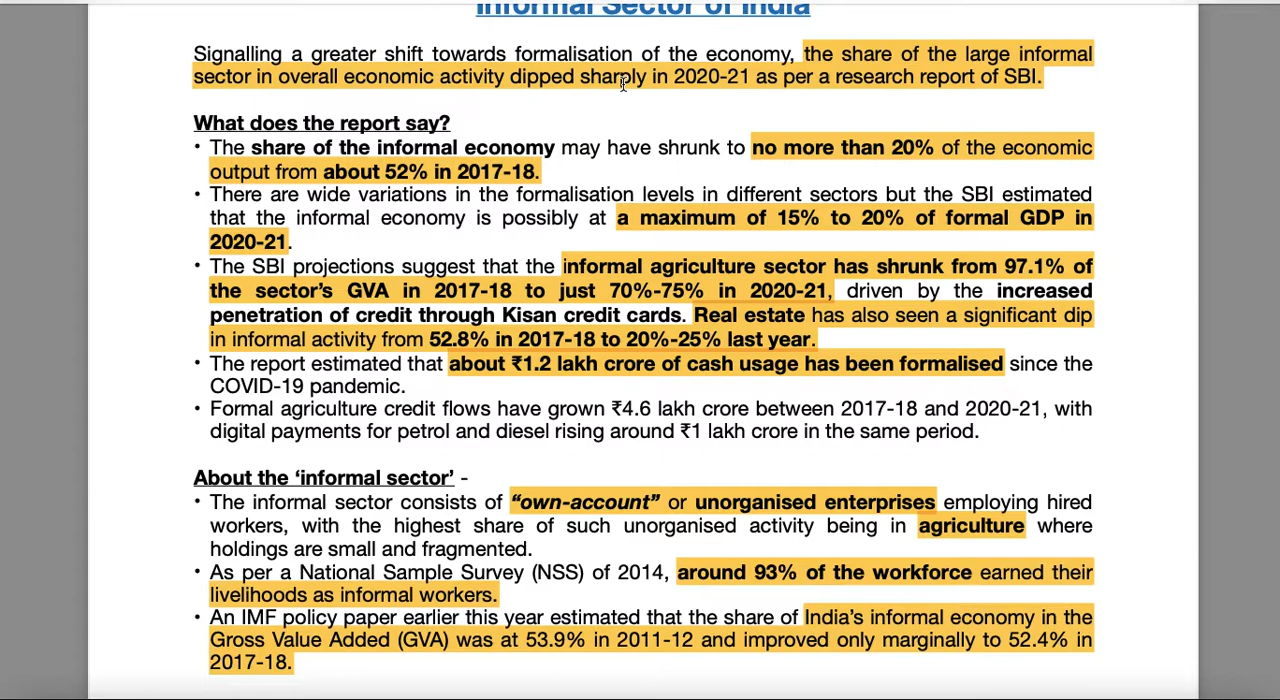 Informal Sector of India
Signalling a greater shift towards formalisation of the economy, the share of the large informal
sector in overall economic activity dipped sharply in 2020-21 as per a research report of SBI.
What does the report say?
• The share of the informal economy may have shrunk to no more than 20% of the economic
output from about 52% in 2017-18.
• There are wide variations in the formalisation levels in different sectors but the SBI estimated
that the informal economy is possibly at a maximum of 15% to 20% of formal GDP in
2020-21.
• The SBI projections suggest that the informal agriculture sector has shrunk from 97.1% of
the sector's GVA in 2017-18 to just 70%-75% in 2020-21, driven by the increased
penetration of credit through Kisan credit cards. Real estate has also seen a significant dip
in informal activity from 52.8% in 2017-18 to 20%-25% last year.
• The report estimated that about ₹1.2 lakh crore of cash usage has been formalised since the
COVID-19 pandemic.
• Formal agriculture credit flows have grown ₹4.6 lakh crore between 2017-18 and 2020-21, with
digital payments for petrol and diesel rising around ₹1 lakh crore in the same period.
About the ‘informal sector’ -
• The informal sector consists of “own-account” or unorganised enterprises employing hired
workers, with the highest share of such unorganised activity being in agriculture where
holdings are small and fragmented.
• As per a National Sample Survey (NSS) of 2014, around 93% of the workforce earned their
livelihoods as informal workers.
• An IMF policy paper earlier this year estimated that the share of India's informal economy in the
Gross Value Added (GVA) was at 53.9% in 2011-12 and improved only marginally to 52.4% in
2017-18.